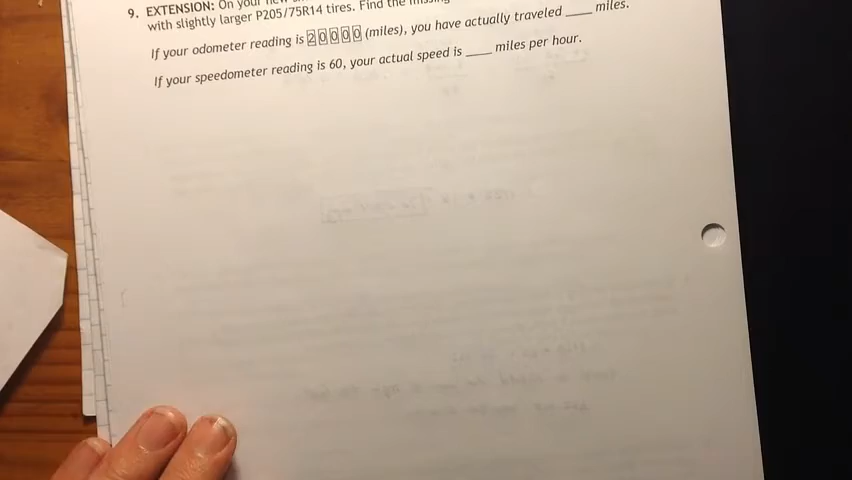 9. EXTENSION: On your new
with slightly larger P205/75R14 tires. Find the missing
If your odometer reading is 20000 (miles), you have actually traveled ____ miles.
If your speedometer reading is 60, your actual speed is ____ miles per hour.